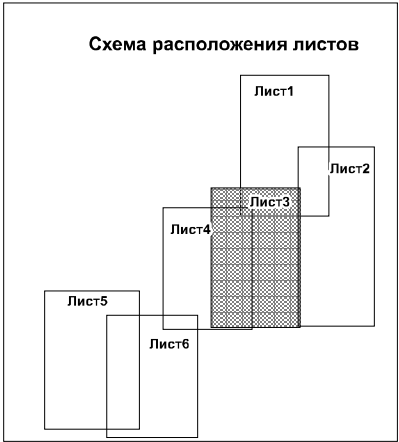 Схема расположения листов
Лист1
Лист2
Лист3
Лист4
Лист5
Лист6